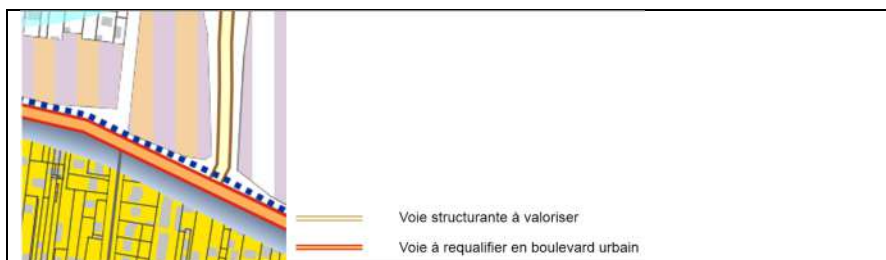 Voie structurante à valoriser
Voie à requalifier en boulevard urbain